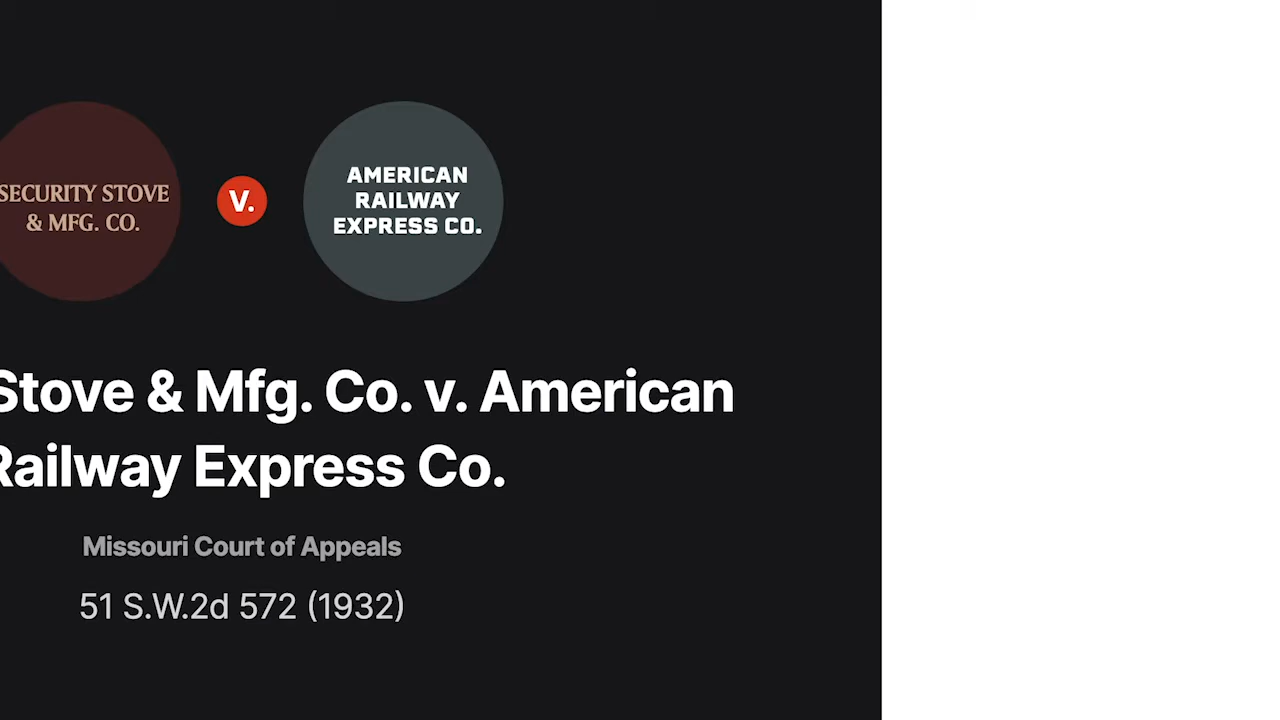 SECURITY STOVE
& MFG. CO.
V.
AMERICAN
RAILWAY
EXPRESS CO.
Stove & Mfg. Co. v. American
Railway Express Co.
Missouri Court of Appeals
51 S.W.2d 572 (1932)